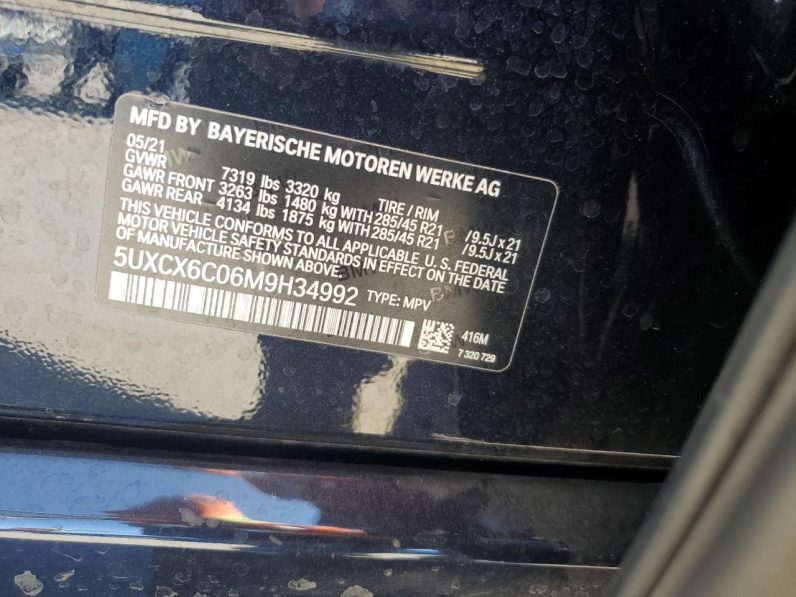 MFD BY BAYERISCHE MOTOREN WERKE AG
05/21
GVWR 7319 lbs 3320 kg TIRE / RIM
GAWR FRONT 3263 lbs 1480 kg WITH 285/45 R21 /9.5J x 21
GAWR REAR 4134 lbs 1875 kg WITH 285/45 R21 /9.5J x 21
THIS VEHICLE CONFORMS TO ALL APPLICABLE U. S. FEDERAL
MOTOR VEHICLE SAFETY STANDARDS IN EFFECT ON THE DATE
OF MANUFACTURE SHOWN ABOVE
5UXCX6C06M9H34992 TYPE: MPV
416M
7 320 729